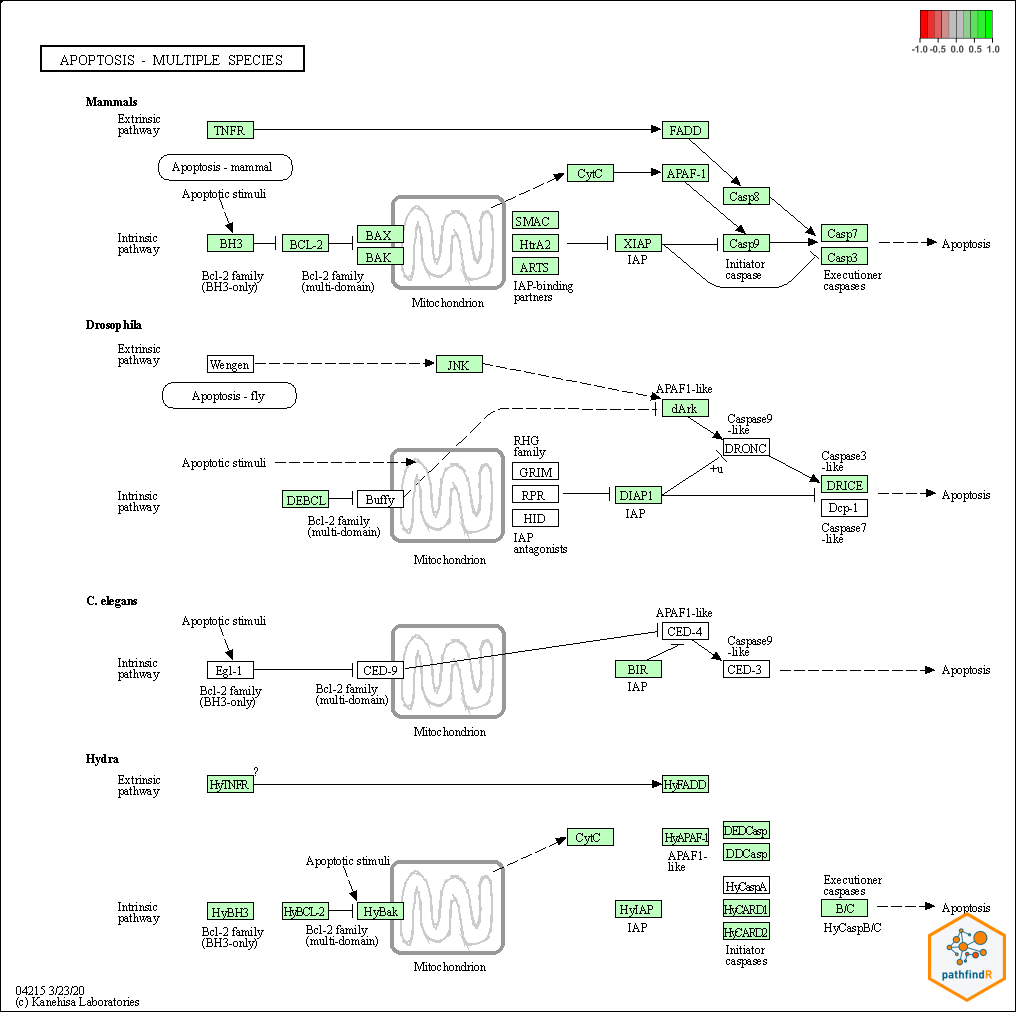 -1.0 -0.5 0.0 0.5 1.0
APOPTOSIS - MULTIPLE SPECIES
Mammals
Extrinsic
pathway
TNFR
FADD
Apoptosis - mammal
CytC
APAF-1
Apoptotic stimuli
Casp8
Intrinsic
pathway
BH3
BCL-2
BAX
BAK
SMAC
HtrA2
ARTS
XIAP
IAP
Casp9
Initiator
caspase
Casp7
Casp3
Executioner
caspases
Apoptosis
Bcl-2 family
(BH3-only)
Bcl-2 family
(multi-domain)
Mitochondrion
IAP-binding
partners
Drosophila
Extrinsic
pathway
Wengen
JNK
Apoptosis - fly
APAF1-like
dArk
Caspase9
-like
DRONC
+u
RHG
family
GRIM
RPR
HID
IAP
antagonists
Apoptotic stimuli
Intrinsic
pathway
DEBCL
Buffy
Bcl-2 family
(multi-domain)
Mitochondrion
DIAP1
IAP
Caspase3
-like
DRICE
Dcp-1
Caspase7
-like
Apoptosis
C. elegans
Apoptotic stimuli
APAF1-like
CED-4
Caspase9
-like
Intrinsic
pathway
Egl-1
CED-9
BIR
IAP
CED-3
Apoptosis
Bcl-2 family
(BH3-only)
Bcl-2 family
(multi-domain)
Mitochondrion
Hydra
Extrinsic
pathway
HyTNFR
?
HyFADD
CytC
HyAPAF-1
APAF1-
like
DEDCasp
DDCasp
HyCaspA
HyCARD1
HyCARD2
Initiator
caspases
Apoptotic stimuli
Intrinsic
pathway
HyBH3
HyBCL-2
HyBak
HyIAP
IAP
Executioner
caspases
B/C
HyCaspB/C
Apoptosis
Bcl-2 family
(BH3-only)
Bcl-2 family
(multi-domain)
Mitochondrion
pathfindR
04215 3/23/20
(c) Kanehisa Laboratories